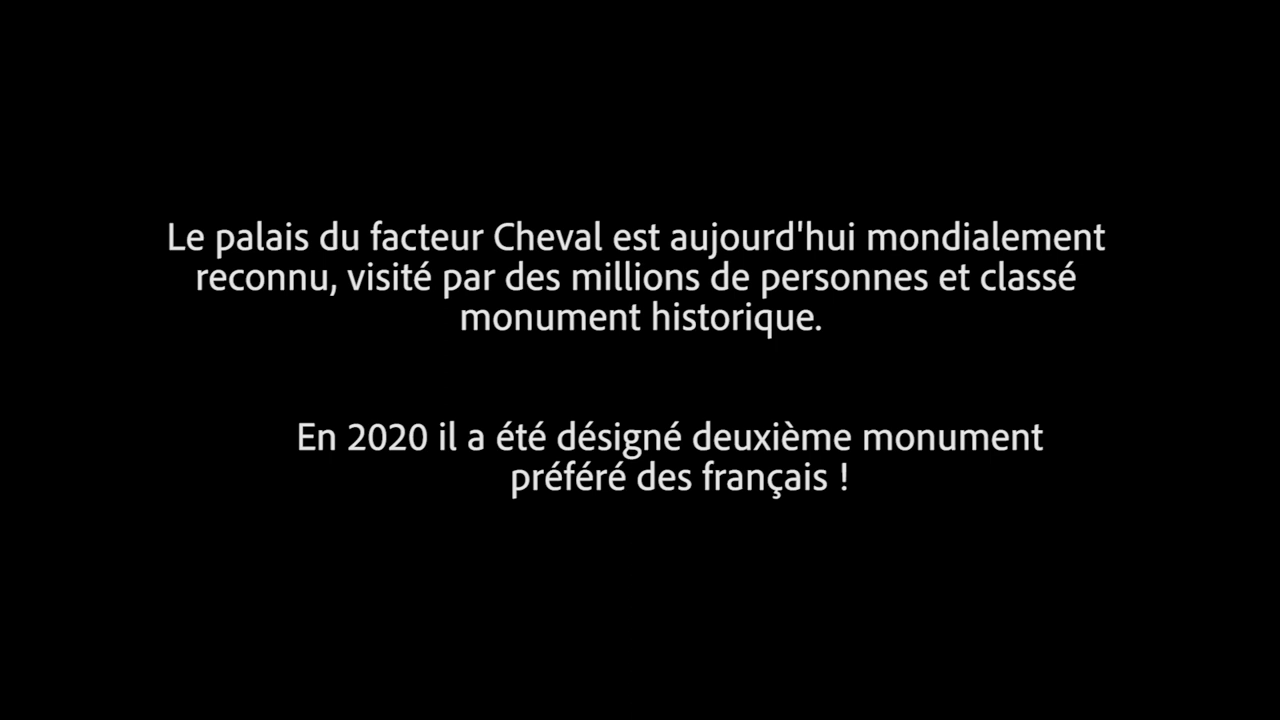 Le palais du facteur Cheval est aujourd'hui mondialement
reconnu, visité par des millions de personnes et classé
monument historique.
En 2020 il a été désigné deuxième monument
préféré des français !